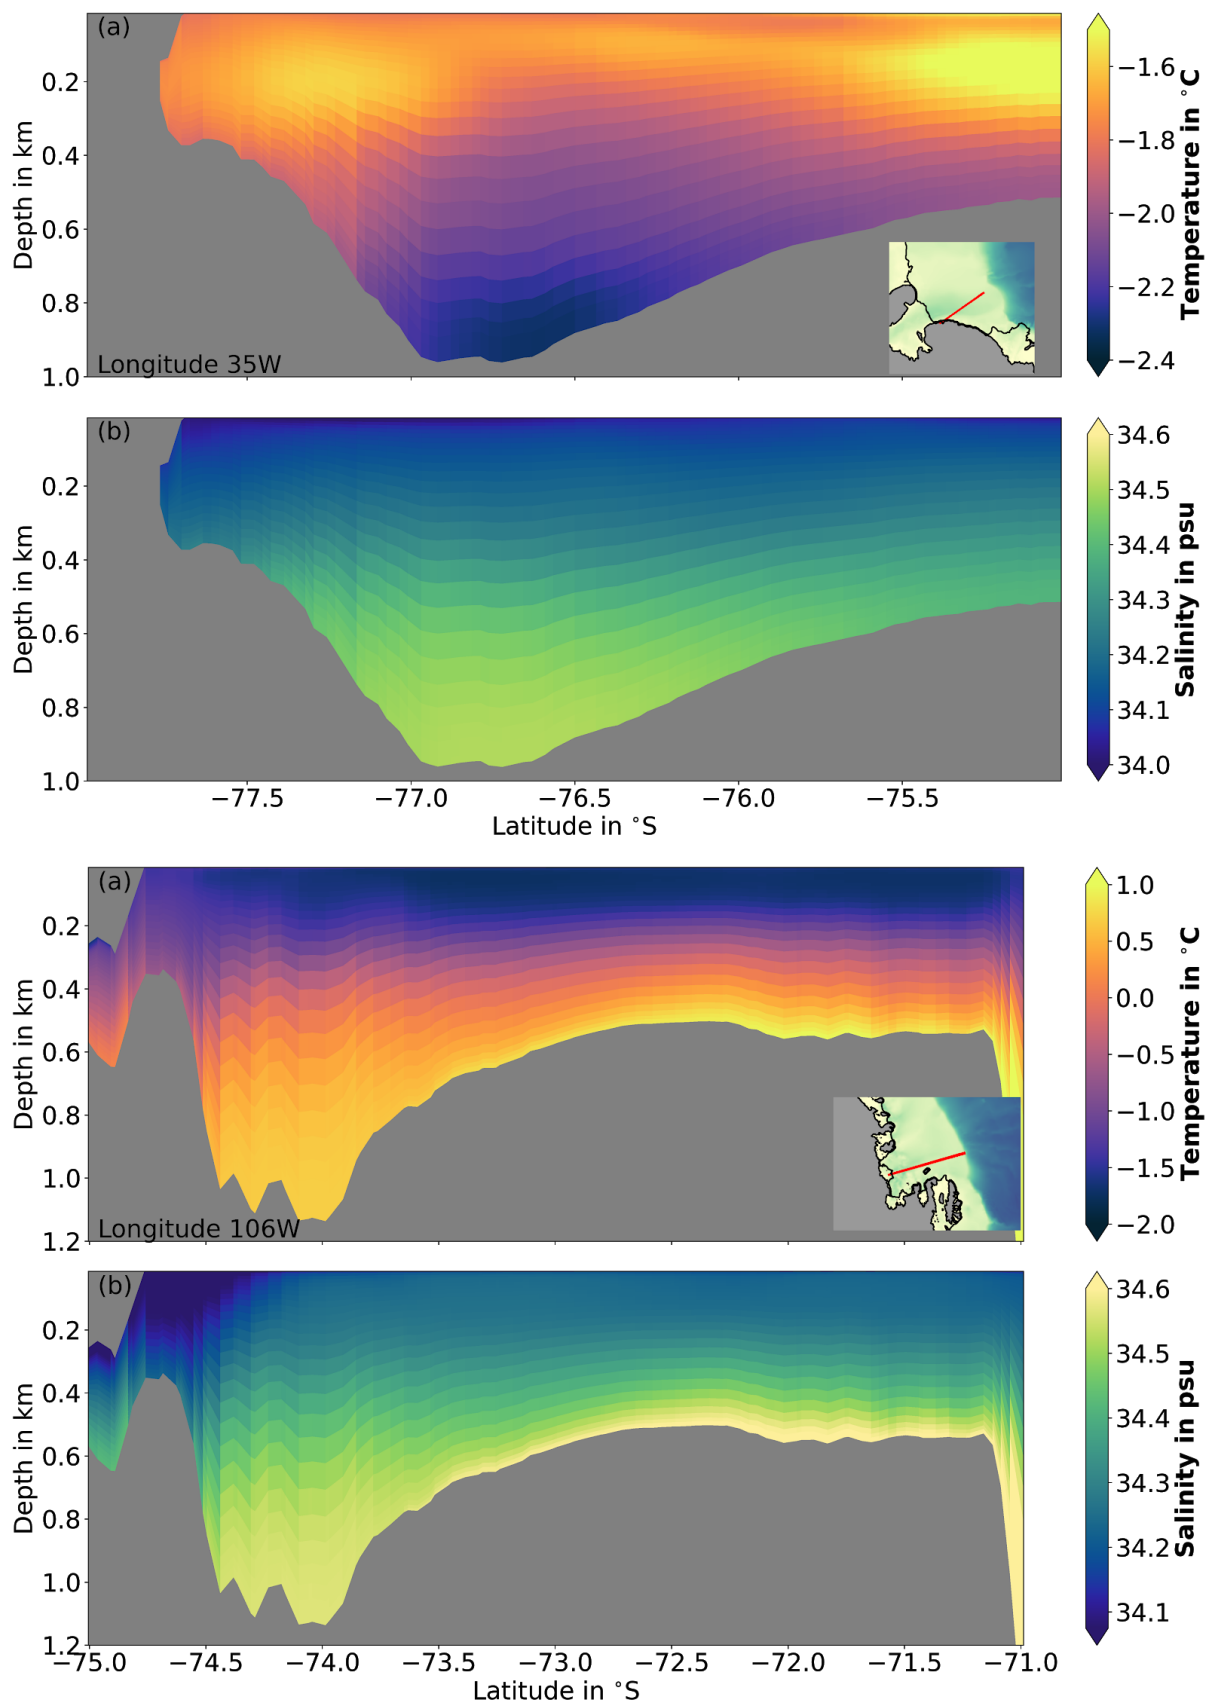 (a)
0.2
0.4
0.6
0.8
1.0
Depth in km
Longitude 35W
−1.6
−1.8
−2.0
−2.2
−2.4
Temperature in °C
(b)
0.2
0.4
0.6
0.8
1.0
Depth in km
34.6
34.5
34.4
34.3
34.2
34.1
34.0
Salinity in psu
−77.5 −77.0 −76.5 −76.0 −75.5
Latitude in °S
(a)
0.2
0.4
0.6
0.8
1.0
1.2
Depth in km
Longitude 106W
1.0
0.5
0.0
−0.5
−1.0
−1.5
−2.0
Temperature in °C
(b)
0.2
0.4
0.6
0.8
1.0
1.2
Depth in km
34.6
34.5
34.4
34.3
34.2
34.1
Salinity in psu
−75.0 −74.5 −74.0 −73.5 −73.0 −72.5 −72.0 −71.5 −71.0
Latitude in °S